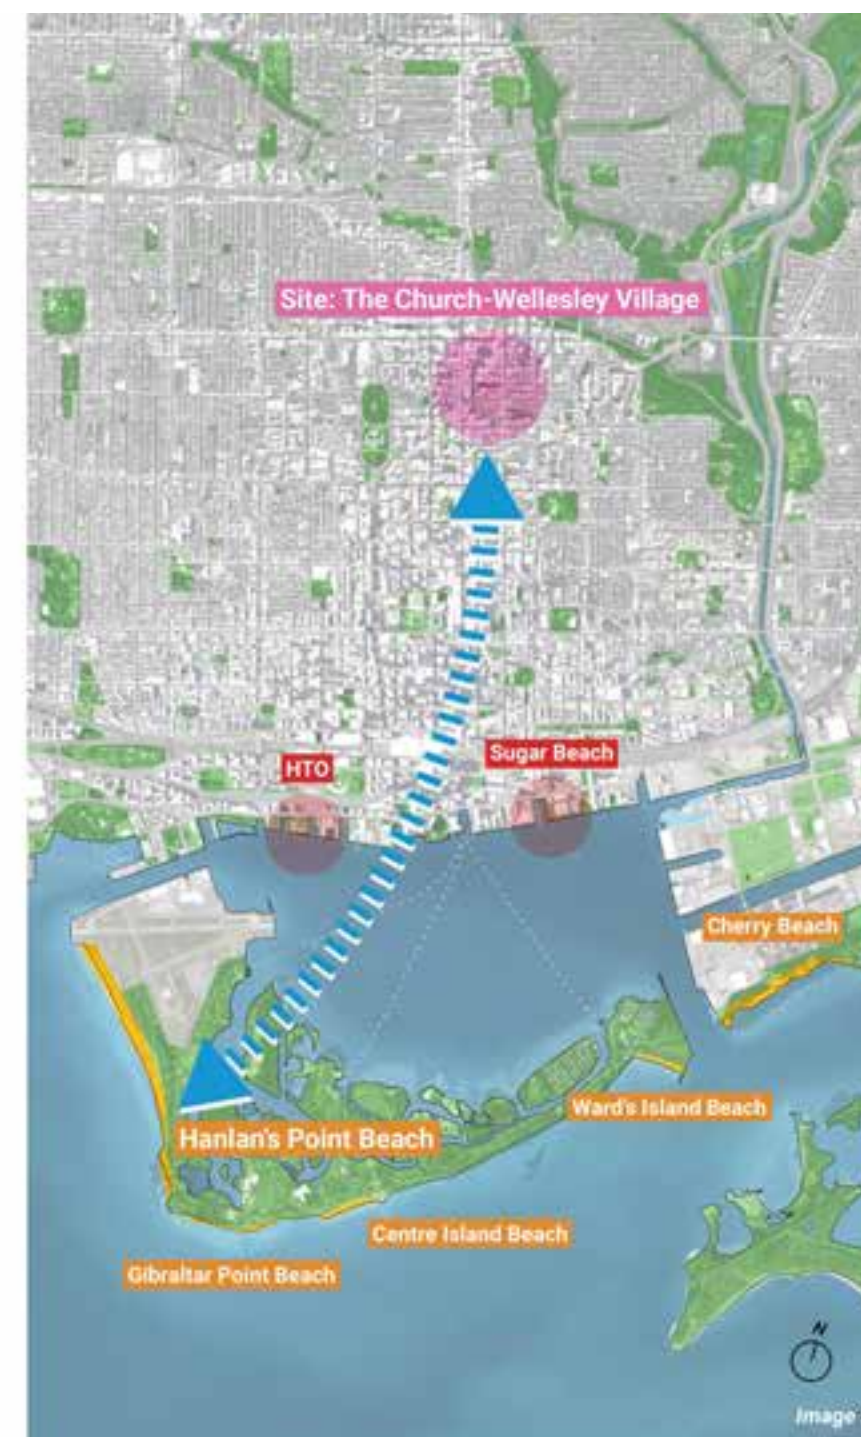 Site: The Church-Wellesley Village
HTO
Sugar Beach
Cherry Beach
Ward's Island Beach
Hanlan's Point Beach
Centre Island Beach
Gibraltar Point Beach
N
Image